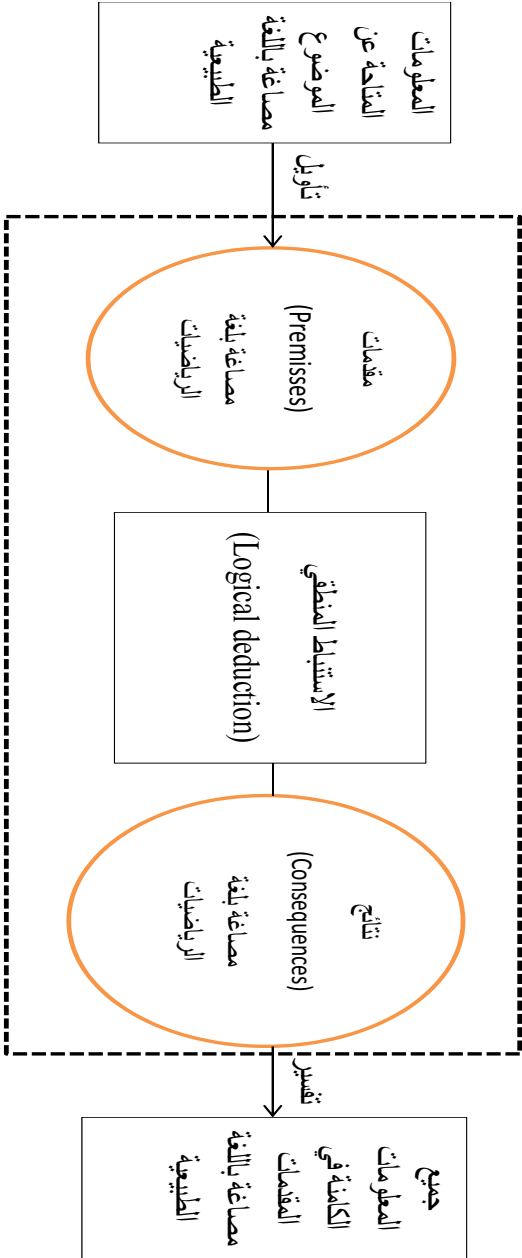 المعلومات
المتاحة عن
الموضوع
مصاغة باللغة
الطبيعية
تأويل
مقدمات
(Premisses)
مصاغة بلغة
الرياضيات
الاستنباط المنطقي
(Logical deduction)
نتائج
(Consequences)
مصاغة بلغة
الرياضيات
تفسير
جميع
المعلومات
الكامنة في
المقدمات
مصاغة باللغة
الطبيعية